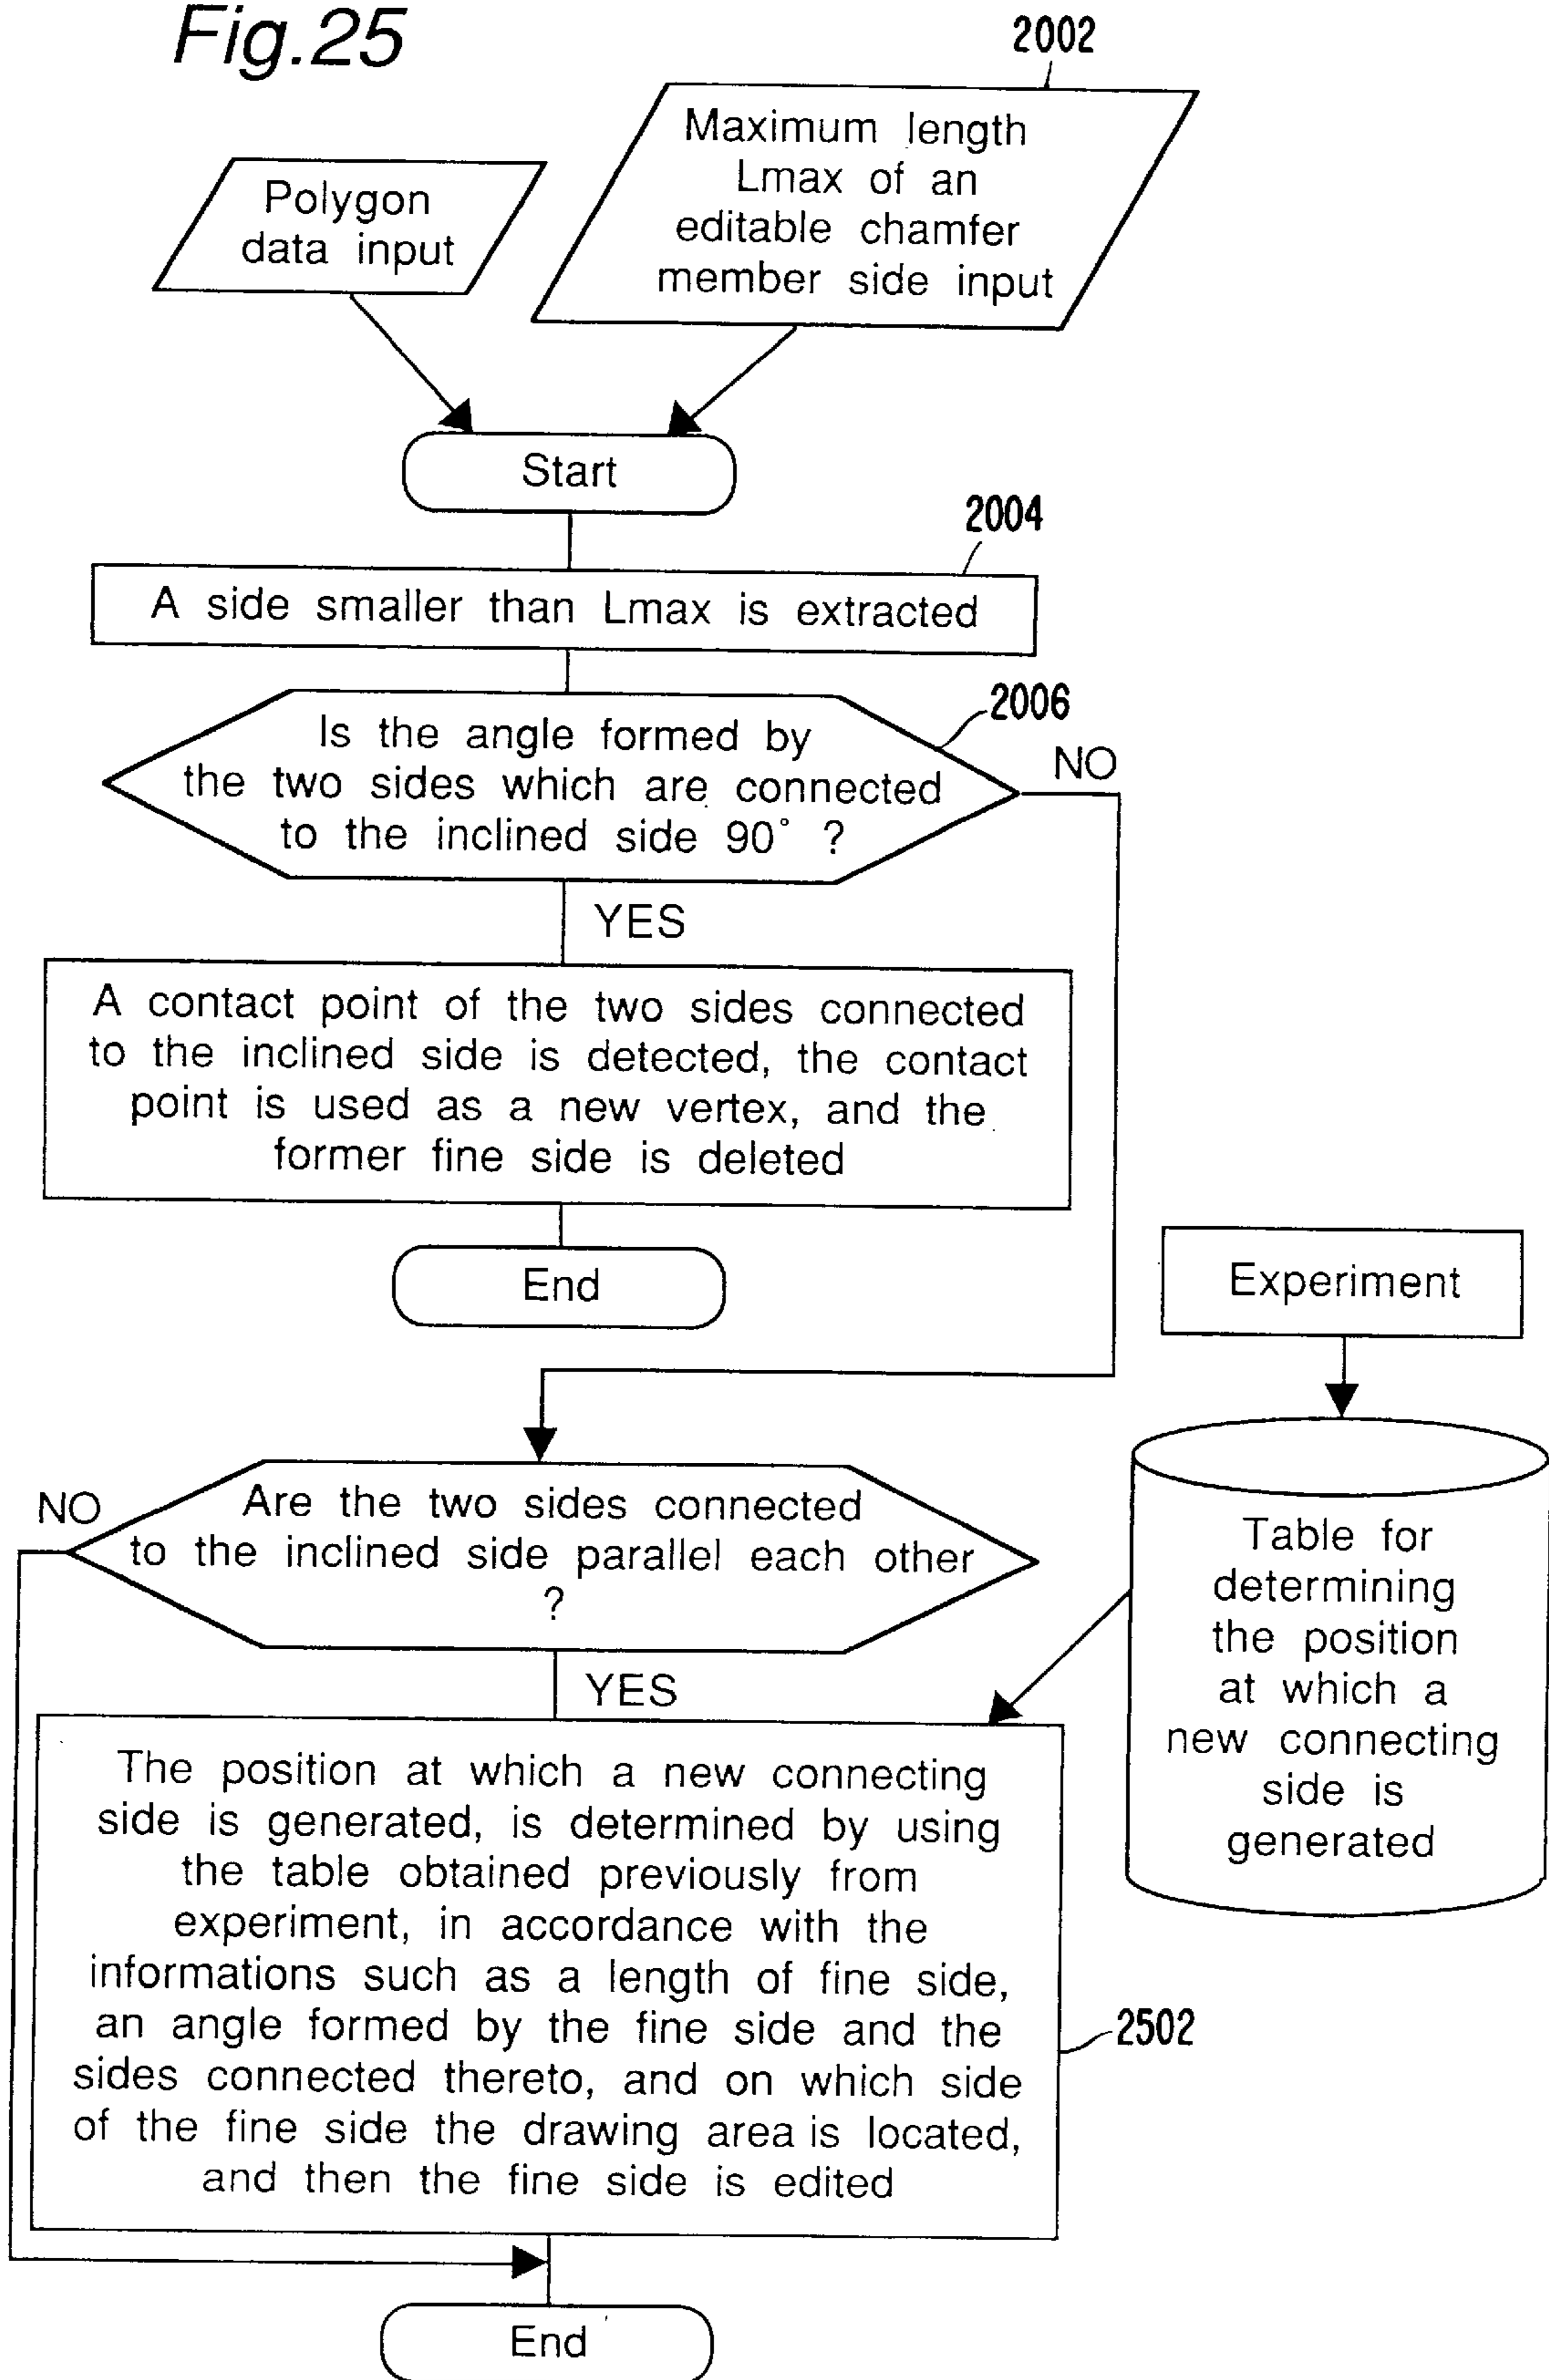 Fig.25
2002
Maximum length
Lmax of an
editable chamfer
member side input
Polygon
data input
Start
2004
A side smaller than Lmax is extracted
2006
Is the angle formed by
the two sides which are connected
to the inclined side 90° ?
NO
YES
A contact point of the two sides connected
to the inclined side is detected, the contact
point is used as a new vertex, and the
former fine side is deleted
End
Experiment
NO
Are the two sides connected
to the inclined side parallel each other
?
Table for
determining
the position
at which a
new connecting
side is
generated
YES
The position at which a new connecting
side is generated, is determined by using
the table obtained previously from
experiment, in accordance with the
informations such as a length of fine side,
an angle formed by the fine side and the
sides connected thereto, and on which side
of the fine side the drawing area is located,
and then the fine side is edited
2502
End